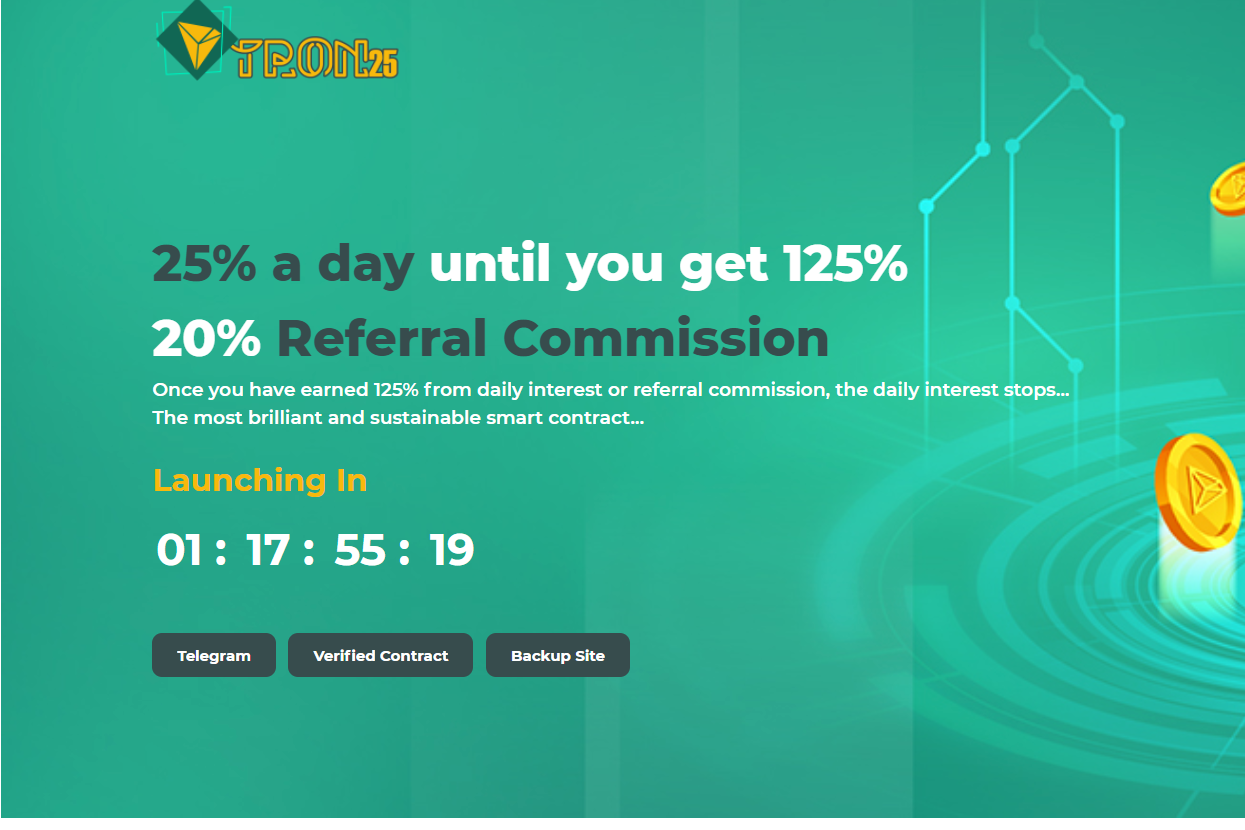 TRON25
25% a day until you get 125%
20% Referral Commission
Once you have earned 125% from daily interest or referral commission, the daily interest stops...
The most brilliant and sustainable smart contract...
Launching In
01 : 17 : 55 : 19
Telegram Verified Contract Backup Site